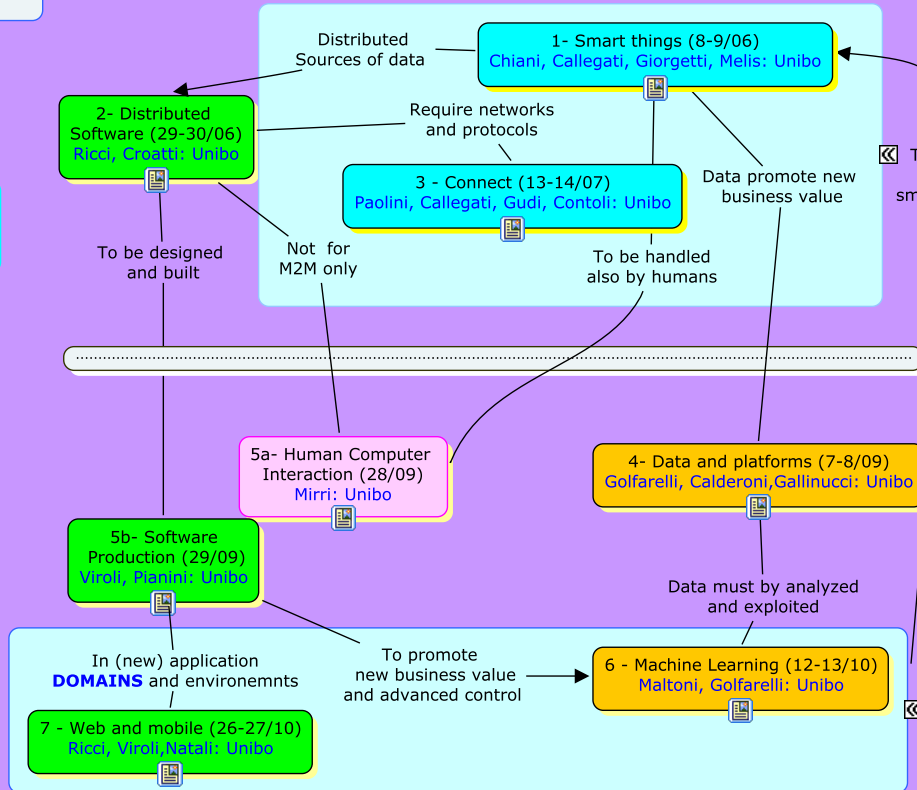 1- Smart things (8-9/06)
Chiani, Callegati, Giorgetti, Melis: Unibo
Distributed
Sources of data
2- Distributed
Software (29-30/06)
Ricci, Croatti: Unibo
Require networks
and protocols
3 - Connect (13-14/07)
Paolini, Callegati, Gudi, Contoli: Unibo
Data promote new
business value
T
sm
To be designed
and built
Not for
M2M only
To be handled
also by humans
5a- Human Computer
Interaction (28/09)
Mirri: Unibo
4- Data and platforms (7-8/09)
Golfarelli, Calderoni,Gallinucci: Unibo
5b- Software
Production (29/09)
Viroli, Pianini: Unibo
Data must by analyzed
and exploited
In (new) application
DOMAINS and environemnts
To promote
new business value
and advanced control
6 - Machine Learning (12-13/10)
Maltoni, Golfarelli: Unibo
7 - Web and mobile (26-27/10)
Ricci, Viroli,Natali: Unibo